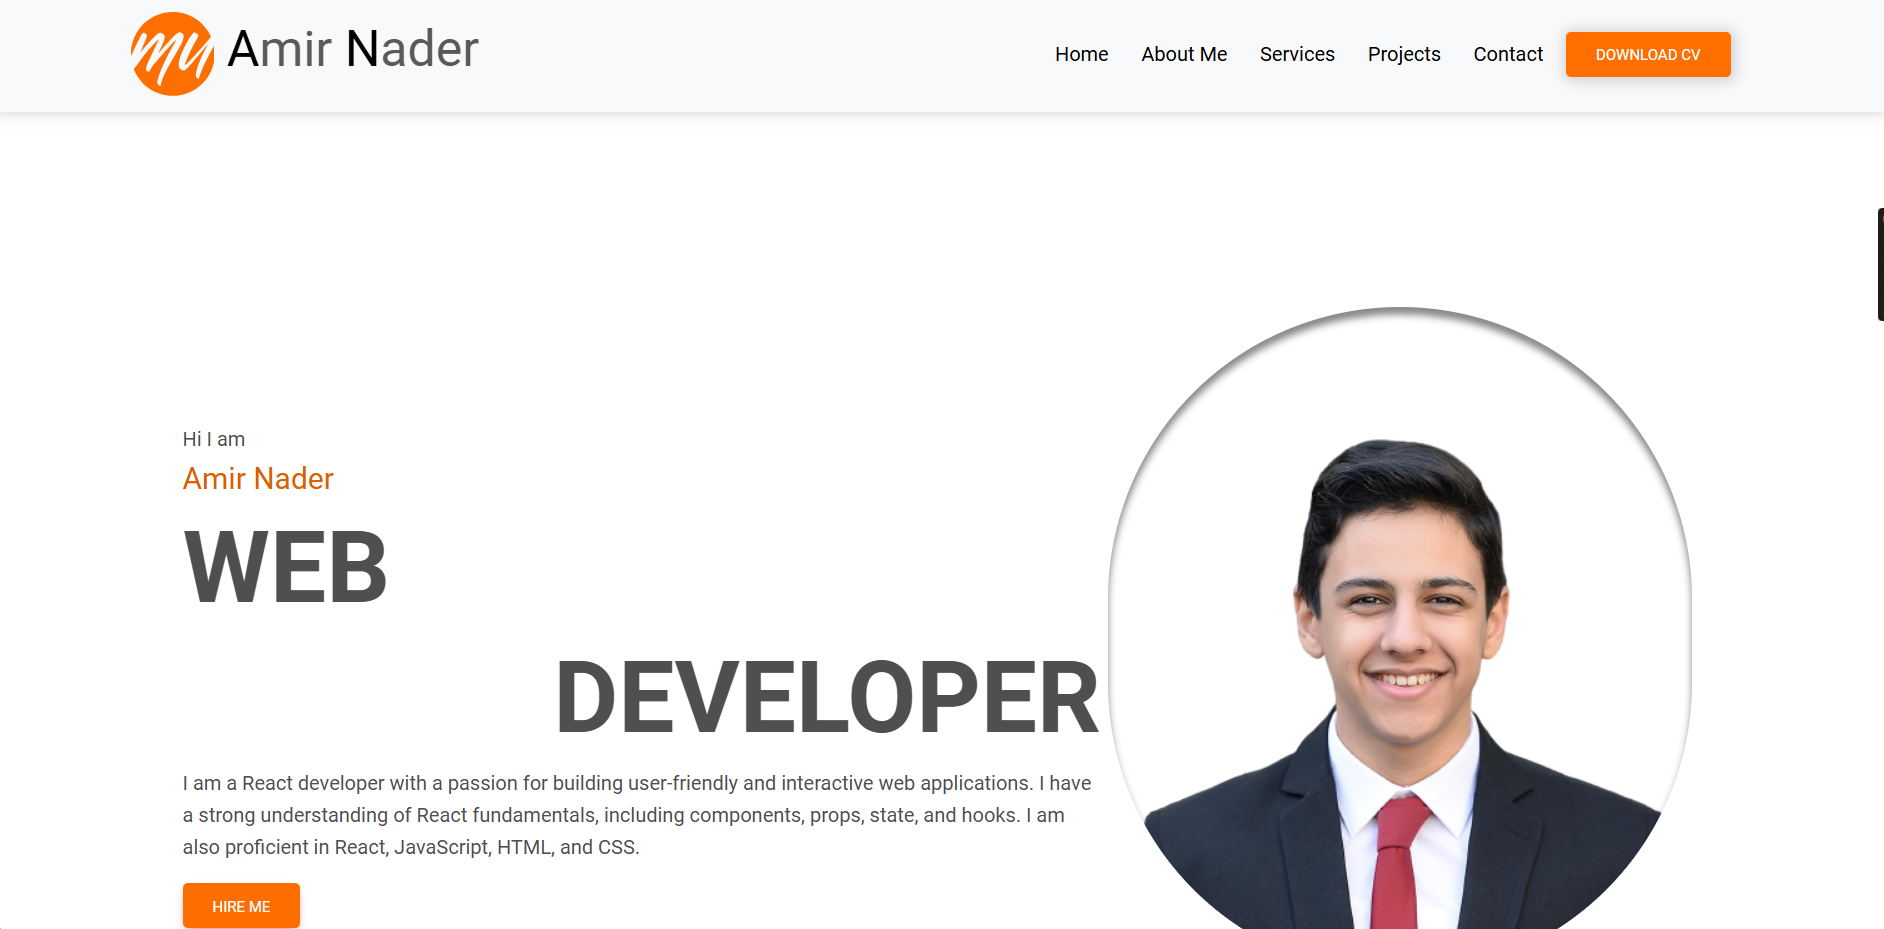 my Amir Nader
Home About Me Services Projects Contact DOWNLOAD CV
Hi I am
Amir Nader
WEB
DEVELOPER
I am a React developer with a passion for building user-friendly and interactive web applications. I have
a strong understanding of React fundamentals, including components, props, state, and hooks. I am
also proficient in React, JavaScript, HTML, and CSS.
HIRE ME